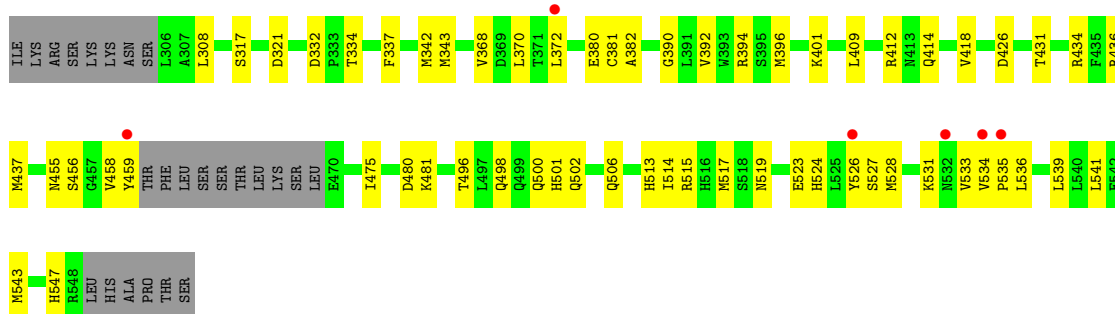 ILE LYS ARG SER LYS LYS ASN SER L306 A307 L308 S317 D321 D332 P333 T334 F337 M342 M343 V368 D369 L370 T371 L372 E380 C381 A382 G390 L391 V392 W393 R394 S395 M396 K401 L409 R412 N413 Q414 V418 D426 T431 R434 F435 R436
M437 N455 S456 G457 V458 Y459 THR PHE LEU SER SER THR LEU LYS SER LEU E470 I475 D480 K481 T496 L497 Q498 Q499 Q500 H501 Q502 Q506 H513 I514 R515 H516 M517 S518 N519 E523 H524 L525 Y526 S527 M528 K531 N532 V533 V534 P535 L536 L539 L540 L541 E542
M543 H547 R548 LEU HIS ALA PRO THR SER